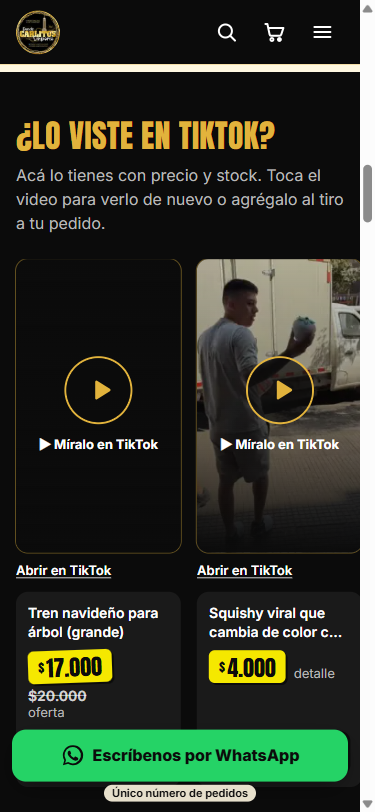 CARLITOS
¿LO VISTE EN TIKTOK?
Acá lo tienes con precio y stock. Toca el
video para verlo de nuevo o agrégalo al tiro
a tu pedido.
▶ Míralo en TikTok
▶ Míralo en TikTok
Abrir en TikTok
Abrir en TikTok
Tren navideño para
árbol (grande)
$17.000
$20.000
oferta
Squishy viral que
cambia de color c...
$4.000 detalle
Escríbenos por WhatsApp
Único número de pedidos